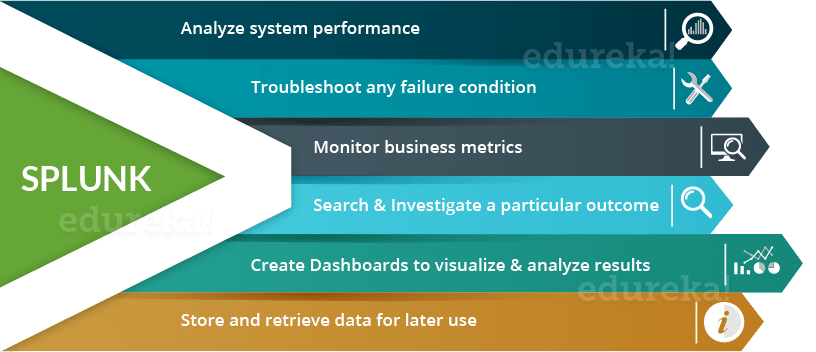 Analyze system performance
edureka!
Troubleshoot any failure condition
Monitor business metrics
SPLUNK
Search & Investigate a particular outcome
edureka!
Create Dashboards to visualize & analyze results
edureka!
Store and retrieve data for later use
i